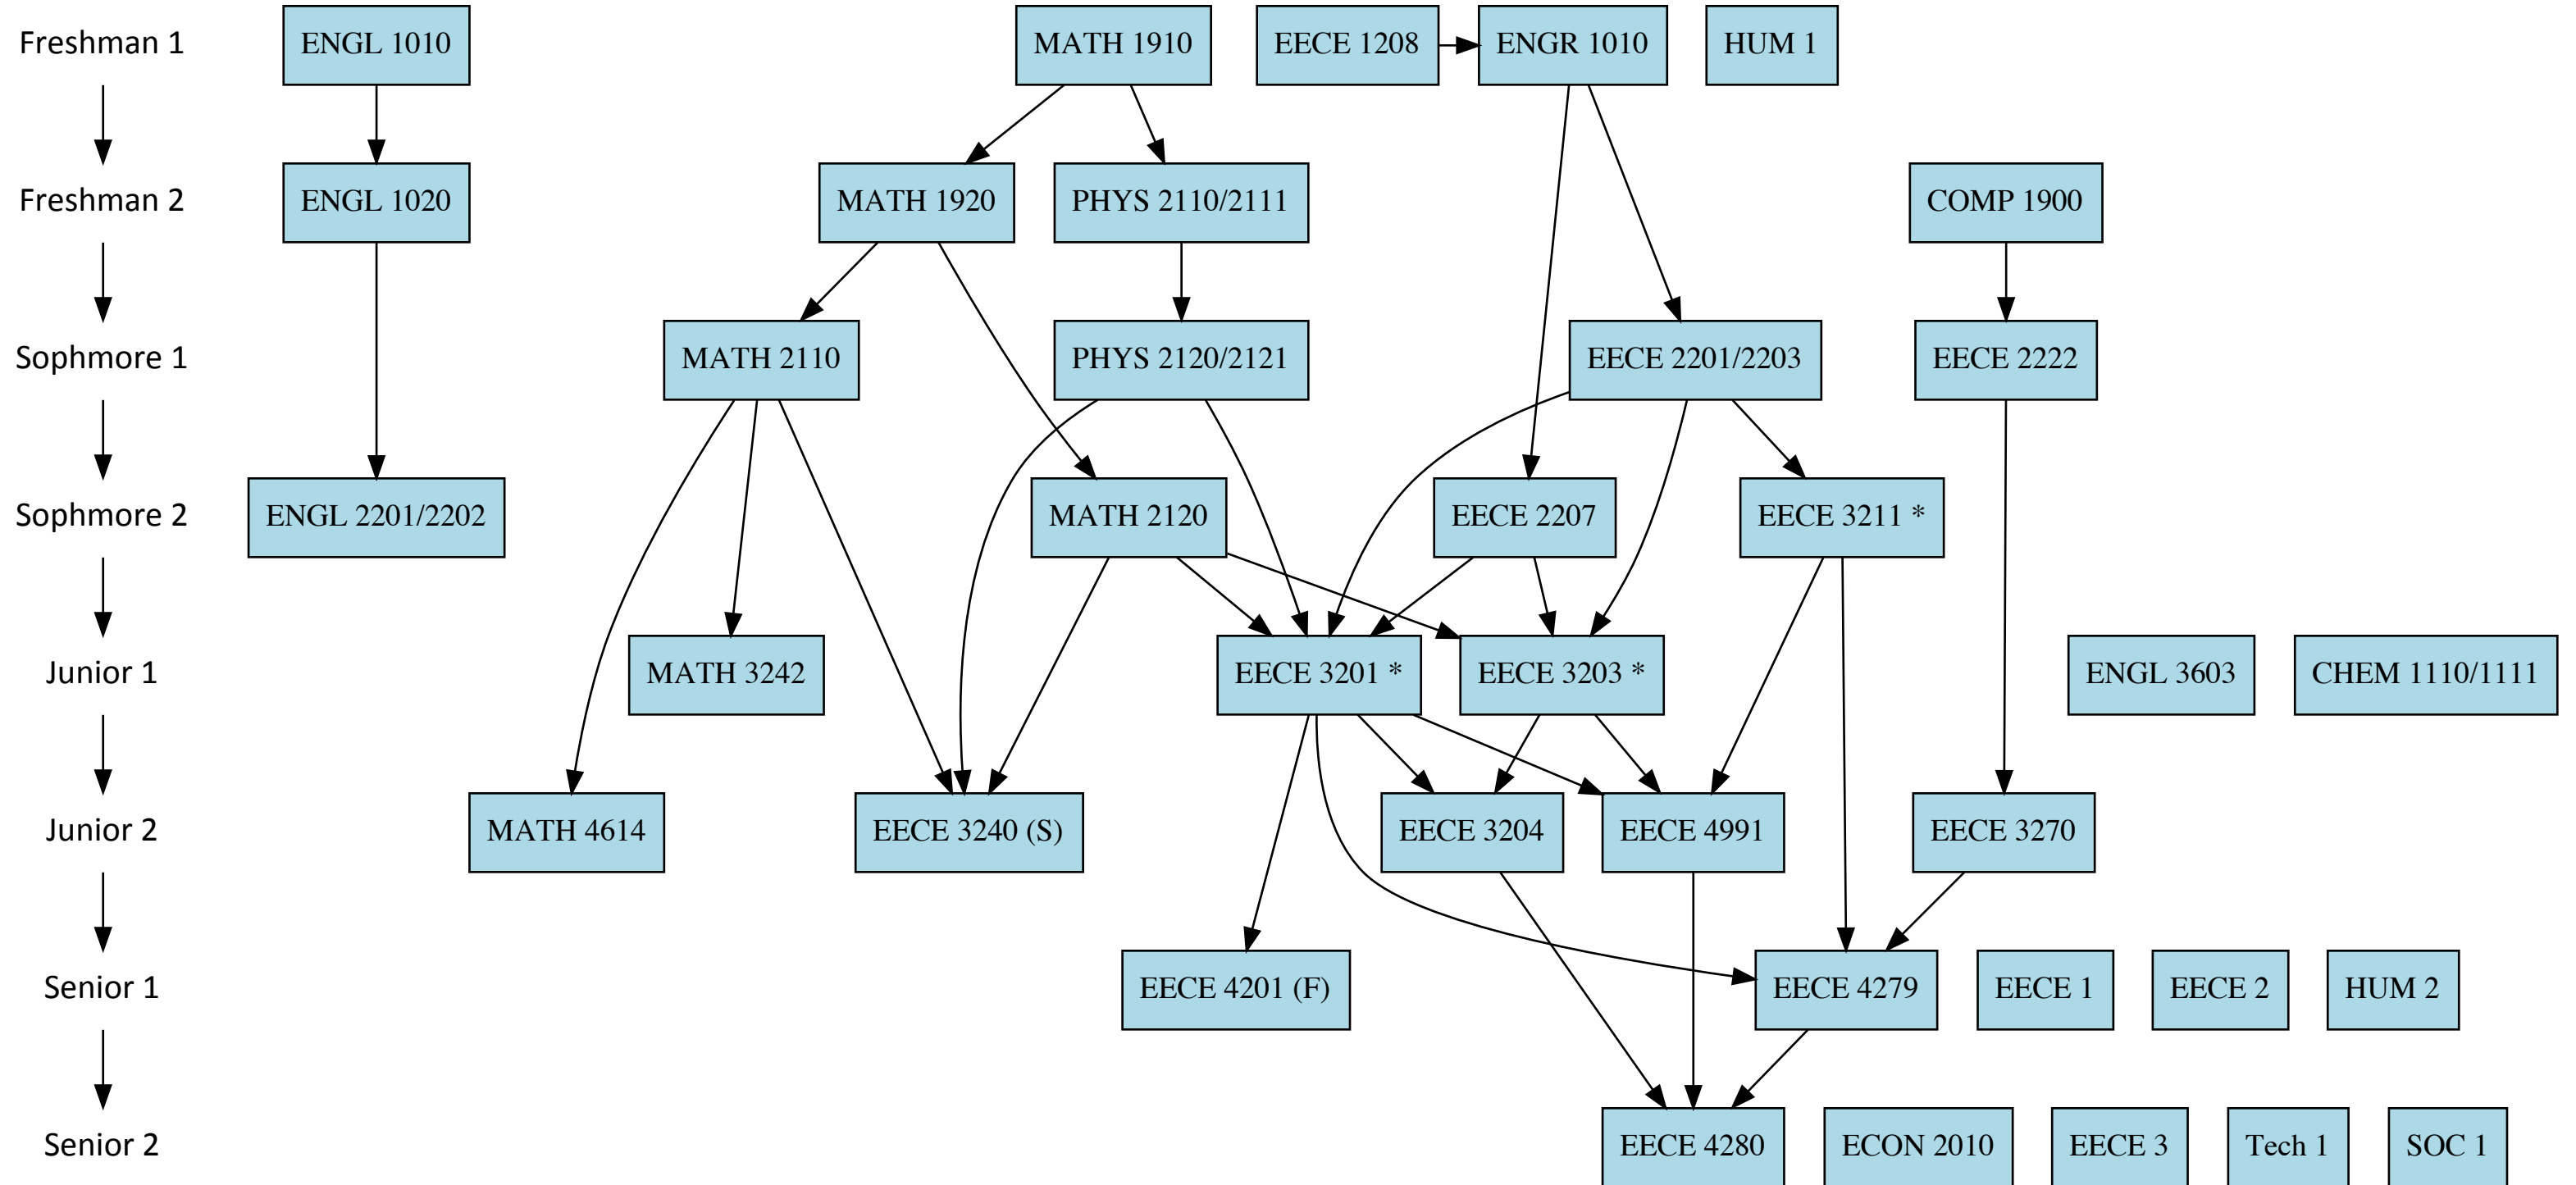 Freshman 1
ENGL 1010
MATH 1910
EECE 1208
ENGR 1010
HUM 1
Freshman 2
ENGL 1020
MATH 1920
PHYS 2110/2111
COMP 1900
Sophmore 1
MATH 2110
PHYS 2120/2121
EECE 2201/2203
EECE 2222
Sophmore 2
ENGL 2201/2202
MATH 2120
EECE 2207
EECE 3211 *
Junior 1
MATH 3242
EECE 3201 *
EECE 3203 *
ENGL 3603
CHEM 1110/1111
Junior 2
MATH 4614
EECE 3240 (S)
EECE 3204
EECE 4991
EECE 3270
Senior 1
EECE 4201 (F)
EECE 4279
EECE 1
EECE 2
HUM 2
Senior 2
EECE 4280
ECON 2010
EECE 3
Tech 1
SOC 1